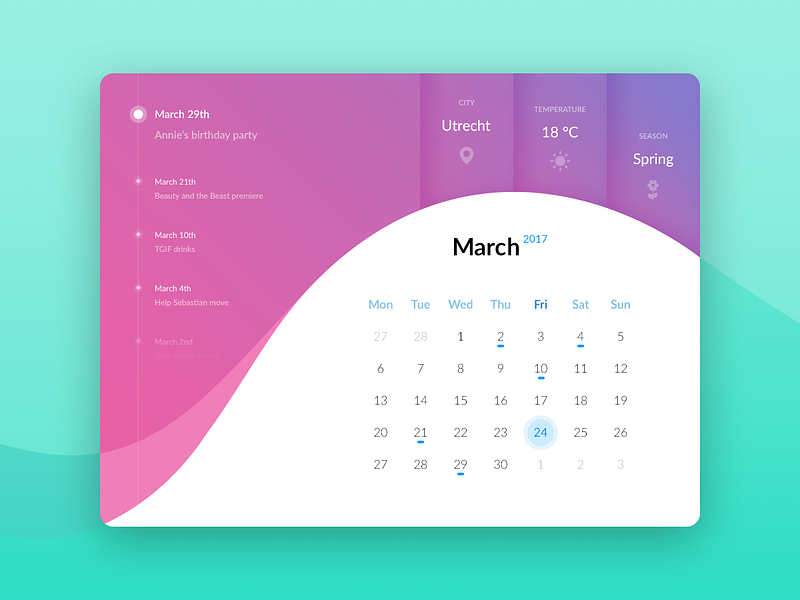 March 29th
Annie's birthday party
March 21th
Beauty and the Beast premiere
March 10th
TGIF drinks
March 4th
Help Sebastian move
March 2nd
CITY
Utrecht
TEMPERATURE
18 °C
SEASON
Spring
March 2017
Mon Tue Wed Thu Fri Sat Sun
27 28 1 2 3 4 5
6 7 8 9 10 11 12
13 14 15 16 17 18 19
20 21 22 23 24 25 26
27 28 29 30 1 2 3